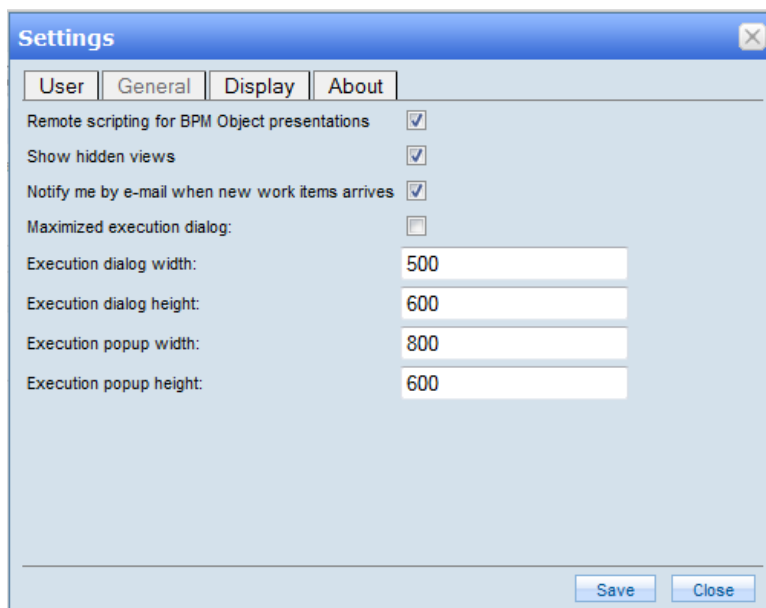 Settings
User General Display About
Remote scripting for BPM Object presentations
Show hidden views
Notify me by e-mail when new work items arrives
Maximized execution dialog:
Execution dialog width: 500
Execution dialog height: 600
Execution popup width: 800
Execution popup height: 600
Save Close